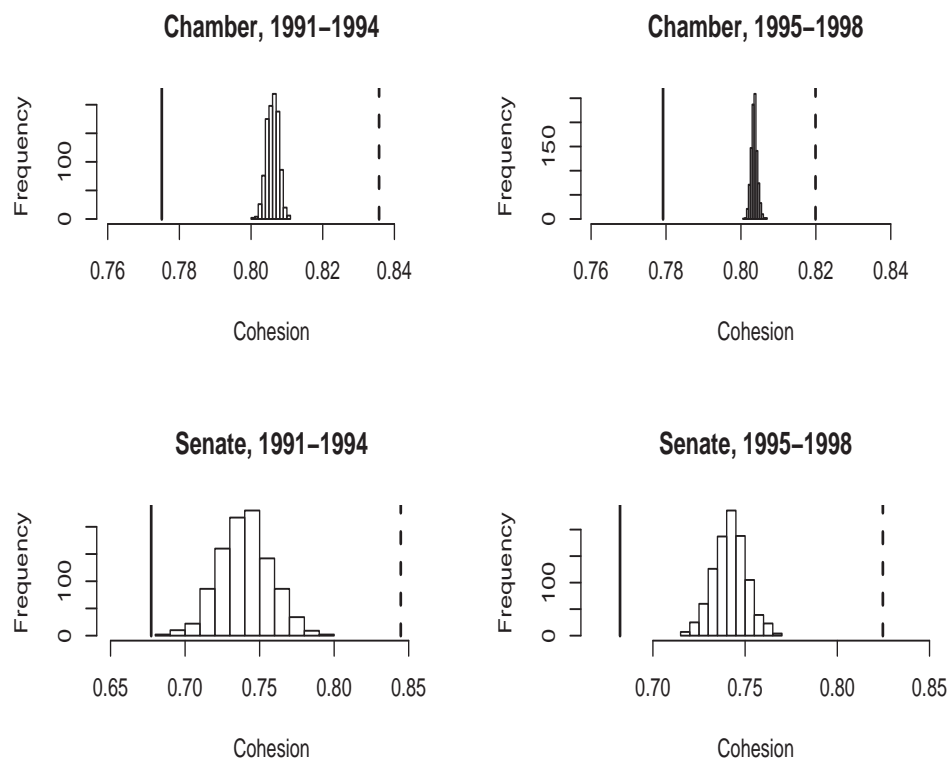 Chamber, 1991–1994
Frequency
0 100
0.76 0.78 0.80 0.82 0.84
Cohesion
Chamber, 1995–1998
Frequency
0 150
0.76 0.78 0.80 0.82 0.84
Cohesion
Senate, 1991–1994
Frequency
0 100
0.65 0.70 0.75 0.80 0.85
Cohesion
Senate, 1995–1998
Frequency
0 100
0.70 0.75 0.80 0.85
Cohesion